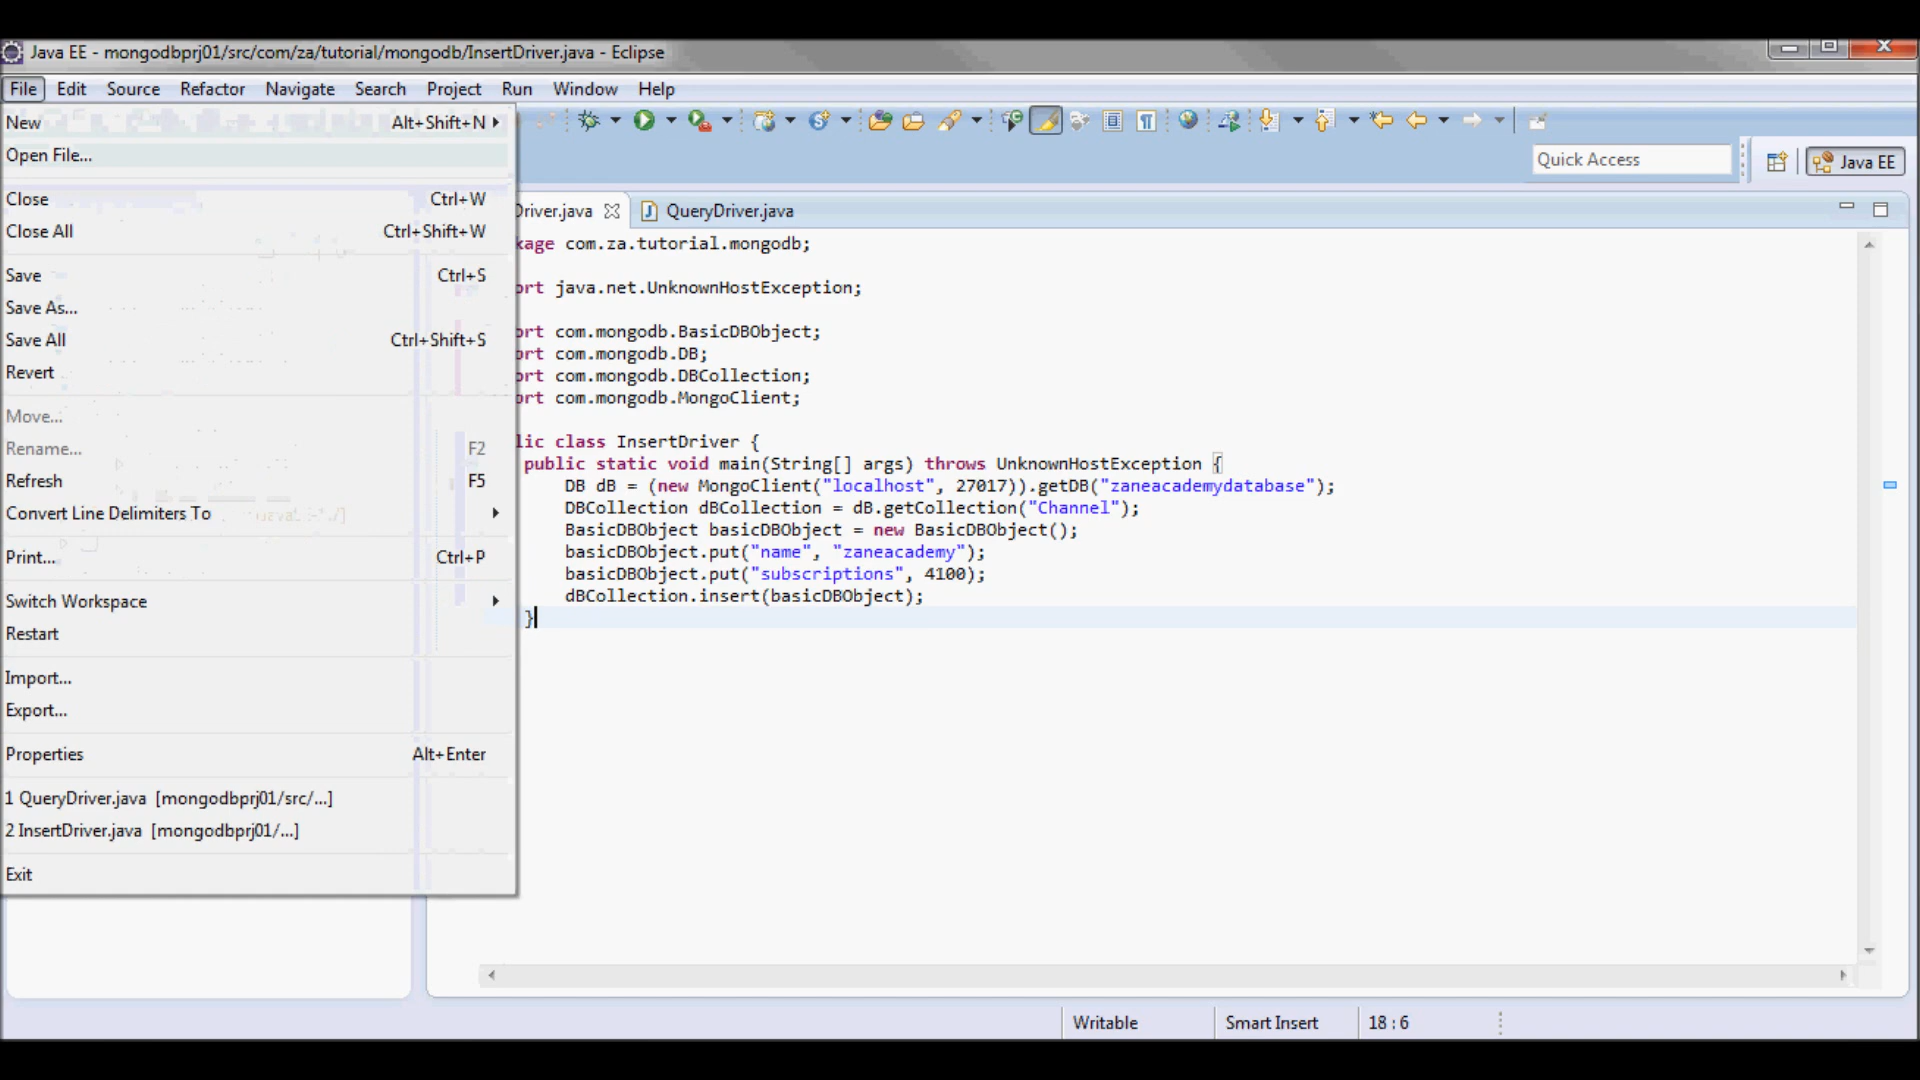 Java EE - mongodbprj01/src/com/za/tutorial/mongodb/InsertDriver.java - Eclipse
File Edit Source Refactor Navigate Search Project Run Window Help
New Alt+Shift+N
Open File...
Close Ctrl+W
Close All Ctrl+Shift+W
Save Ctrl+S
Save As...
Save All Ctrl+Shift+S
Revert
Move...
Rename... F2
Refresh F5
Convert Line Delimiters To
Print... Ctrl+P
Switch Workspace
Restart
Import...
Export...
Properties Alt+Enter
1 QueryDriver.java [mongodbprj01/src/...]
2 InsertDriver.java [mongodbprj01/...]
Exit
Quick Access
Java EE
Driver.java QueryDriver.java
kage com.za.tutorial.mongodb;
ort java.net.UnknownHostException;
ort com.mongodb.BasicDBObject;
ort com.mongodb.DB;
ort com.mongodb.DBCollection;
ort com.mongodb.MongoClient;
lic class InsertDriver {
public static void main(String[] args) throws UnknownHostException {
DB dB = (new MongoClient("localhost", 27017)).getDB("zaneacademydatabase");
DBCollection dBCollection = dB.getCollection("Channel");
BasicDBObject basicDBObject = new BasicDBObject();
basicDBObject.put("name", "zaneacademy");
basicDBObject.put("subscriptions", 4100);
dBCollection.insert(basicDBObject);
}
Writable Smart Insert 18 : 6